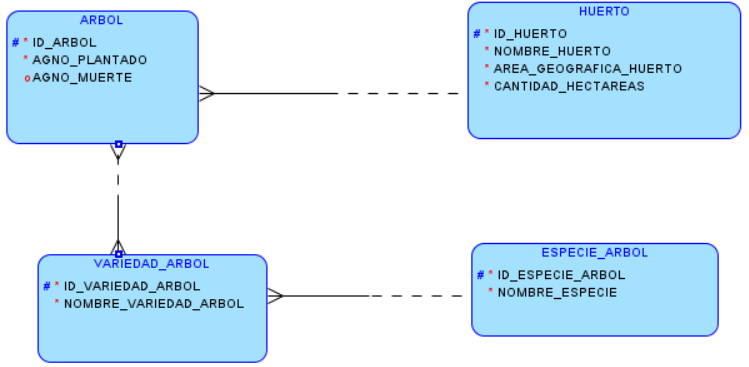 ARBOL
# * ID_ARBOL
* AGNO_PLANTADO
o AGNO_MUERTE
HUERTO
# * ID_HUERTO
* NOMBRE_HUERTO
* AREA_GEOGRAFICA_HUERTO
* CANTIDAD_HECTAREAS
VARIEDAD_ARBOL
# * ID_VARIEDAD_ARBOL
* NOMBRE_VARIEDAD_ARBOL
ESPECIE_ARBOL
# * ID_ESPECIE_ARBOL
* NOMBRE_ESPECIE